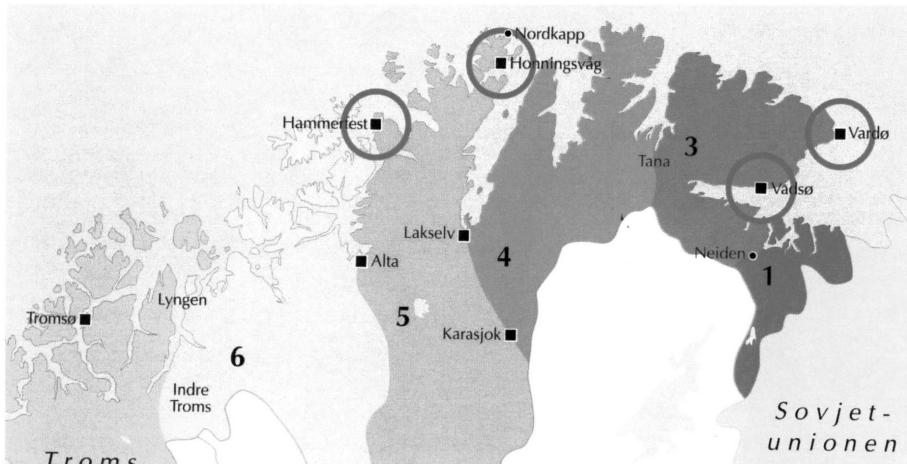 Nordkapp
Honningsvåg
Hammerfest
Vardø
3
Tana
Vadsø
Lakselv
4
Neiden
Alta
1
Lyngen
5
Tromsø
Karasjok
6
Indre
Troms
Sovjet-
unionen
Troms